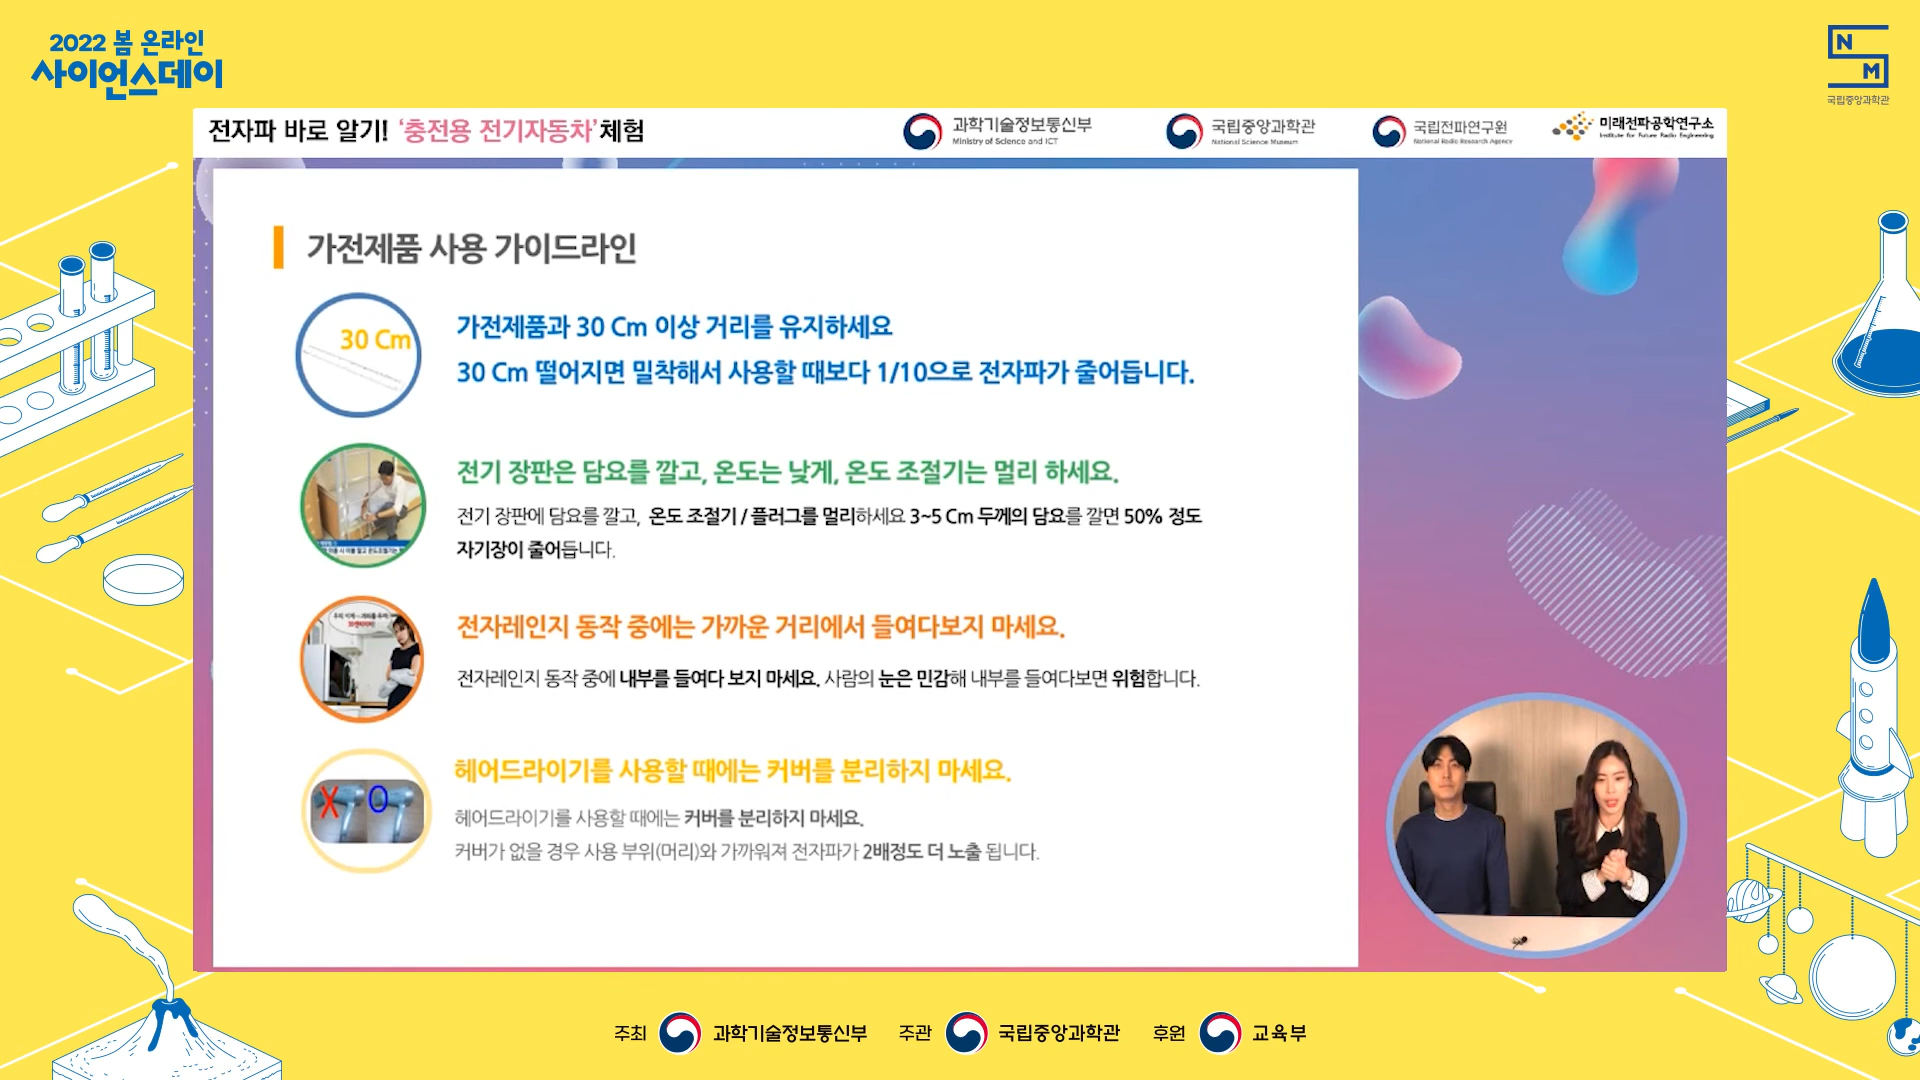 2022 봄 온라인
사이언스데이
N
M
국립중앙과학관
전자파 바로 알기! ‘충전용 전기자동차’체험
과학기술정보통신부
Ministry of Science and ICT
국립중앙과학관
National Science Museum
국립전파연구원
National Radio Research Agency
미래전파공학연구소
Institute for Future Radio Engineering
가전제품 사용 가이드라인
30 Cm
가전제품과 30 Cm 이상 거리를 유지하세요
30 Cm 떨어지면 밀착해서 사용할 때보다 1/10으로 전자파가 줄어듭니다.
전기 장판은 담요를 깔고, 온도는 낮게, 온도 조절기는 멀리 하세요.
전기 장판에 담요를 깔고, 온도 조절기 / 플러그를 멀리하세요 3~5 Cm 두께의 담요를 깔면 50% 정도
자기장이 줄어듭니다.
전자레인지 동작 중에는 가까운 거리에서 들여다보지 마세요.
전자레인지 동작 중에 내부를 들여다 보지 마세요. 사람의 눈은 민감해 내부를 들여다보면 위험합니다.
헤어드라이기를 사용할 때에는 커버를 분리하지 마세요.
X O
헤어드라이기를 사용할 때에는 커버를 분리하지 마세요.
커버가 없을 경우 사용 부위(머리)와 가까워져 전자파가 2배정도 더 노출 됩니다.
주최 과학기술정보통신부 주관 국립중앙과학관 후원 교육부